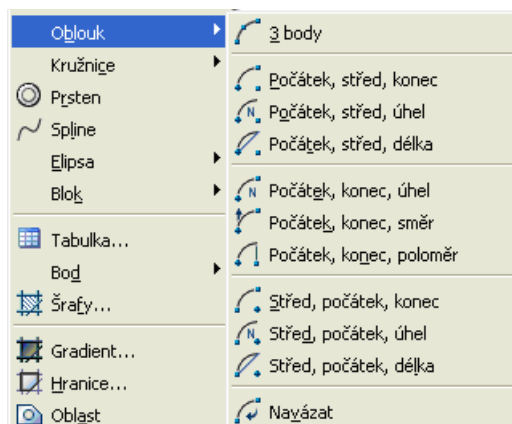 Oblouk
Kružnice
Prsten
Spline
Elipsa
Blok
Tabulka...
Bod
Šrafy...
Gradient...
Hranice...
Oblast
3 body
Počátek, střed, konec
Počátek, střed, úhel
Počátek, střed, délka
Počátek, konec, úhel
Počátek, konec, směr
Počátek, konec, poloměr
Střed, počátek, konec
Střed, počátek, úhel
Střed, počátek, délka
Navázat